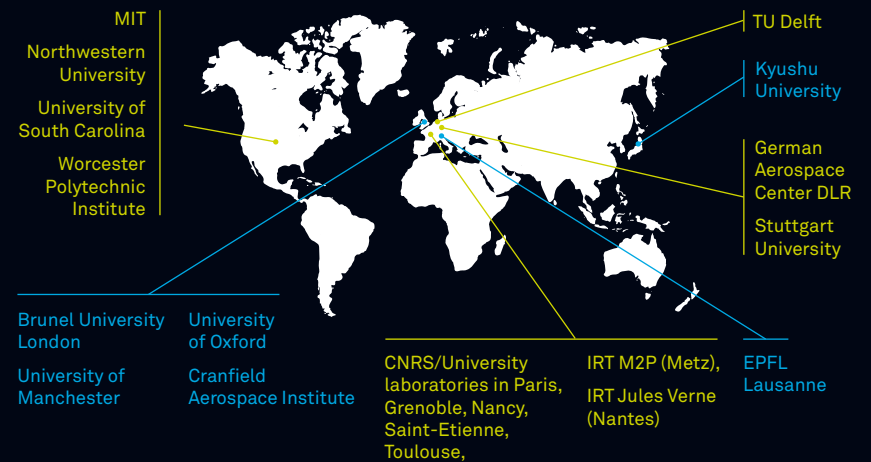 MIT
Northwestern
University
University of
South Carolina
Worcester
Polytechnic
Institute
TU Delft
Kyushu
University
German
Aerospace
Center DLR
Stuttgart
University
Brunel University
London
University of
Manchester
University
of Oxford
Cranfield
Aerospace Institute
CNRS/University
laboratories in Paris,
Grenoble, Nancy,
Saint-Etienne,
Toulouse,
IRT M2P (Metz),
IRT Jules Verne
(Nantes)
EPFL
Lausanne